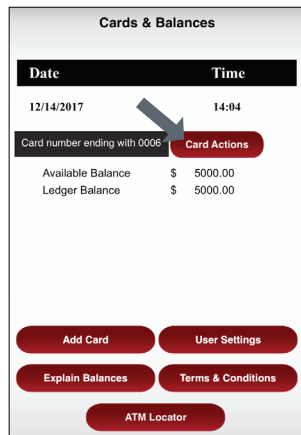 Cards & Balances
Date Time
12/14/2017 14:04
Card number ending with 0006 Card Actions
Available Balance $ 5000.00
Ledger Balance $ 5000.00
Add Card User Settings
Explain Balances Terms & Conditions
ATM Locator